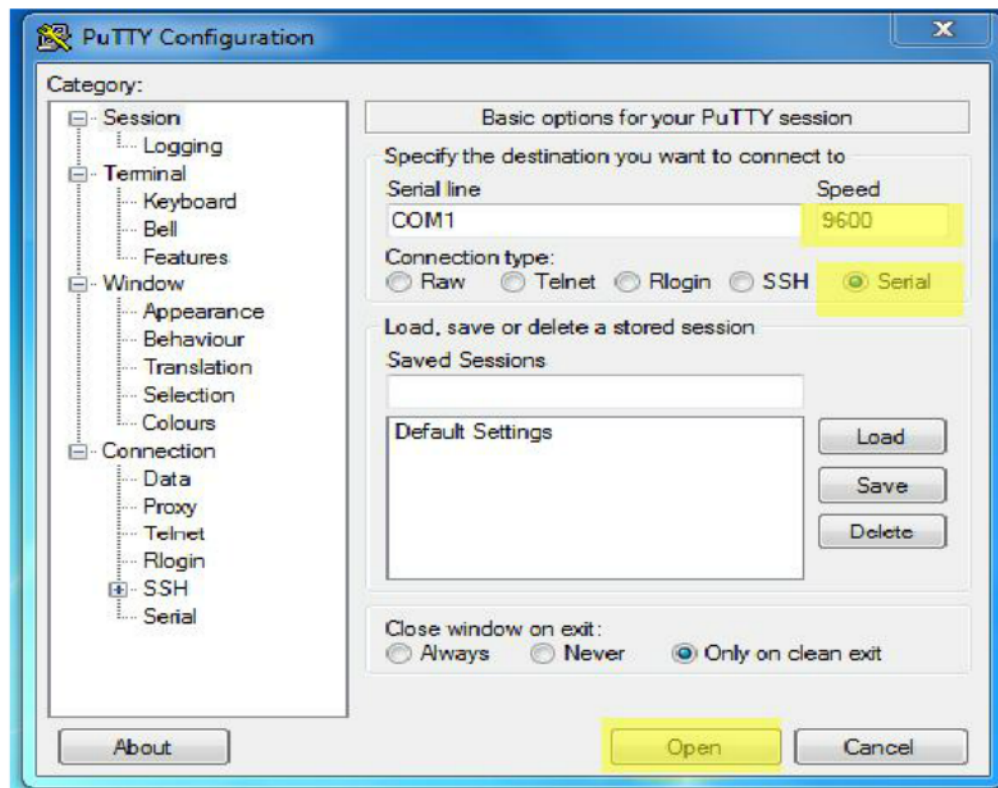 PuTTY Configuration
Category:
Session
Logging
Terminal
Keyboard
Bell
Features
Window
Appearance
Behaviour
Translation
Selection
Colours
Connection
Data
Proxy
Telnet
Rlogin
SSH
Serial
Basic options for your PuTTY session
Specify the destination you want to connect to
Serial line Speed
COM1 9600
Connection type:
Raw Telnet Rlogin SSH Serial
Load, save or delete a stored session
Saved Sessions
Default Settings
Load
Save
Delete
Close window on exit:
Always Never Only on clean exit
About Open Cancel